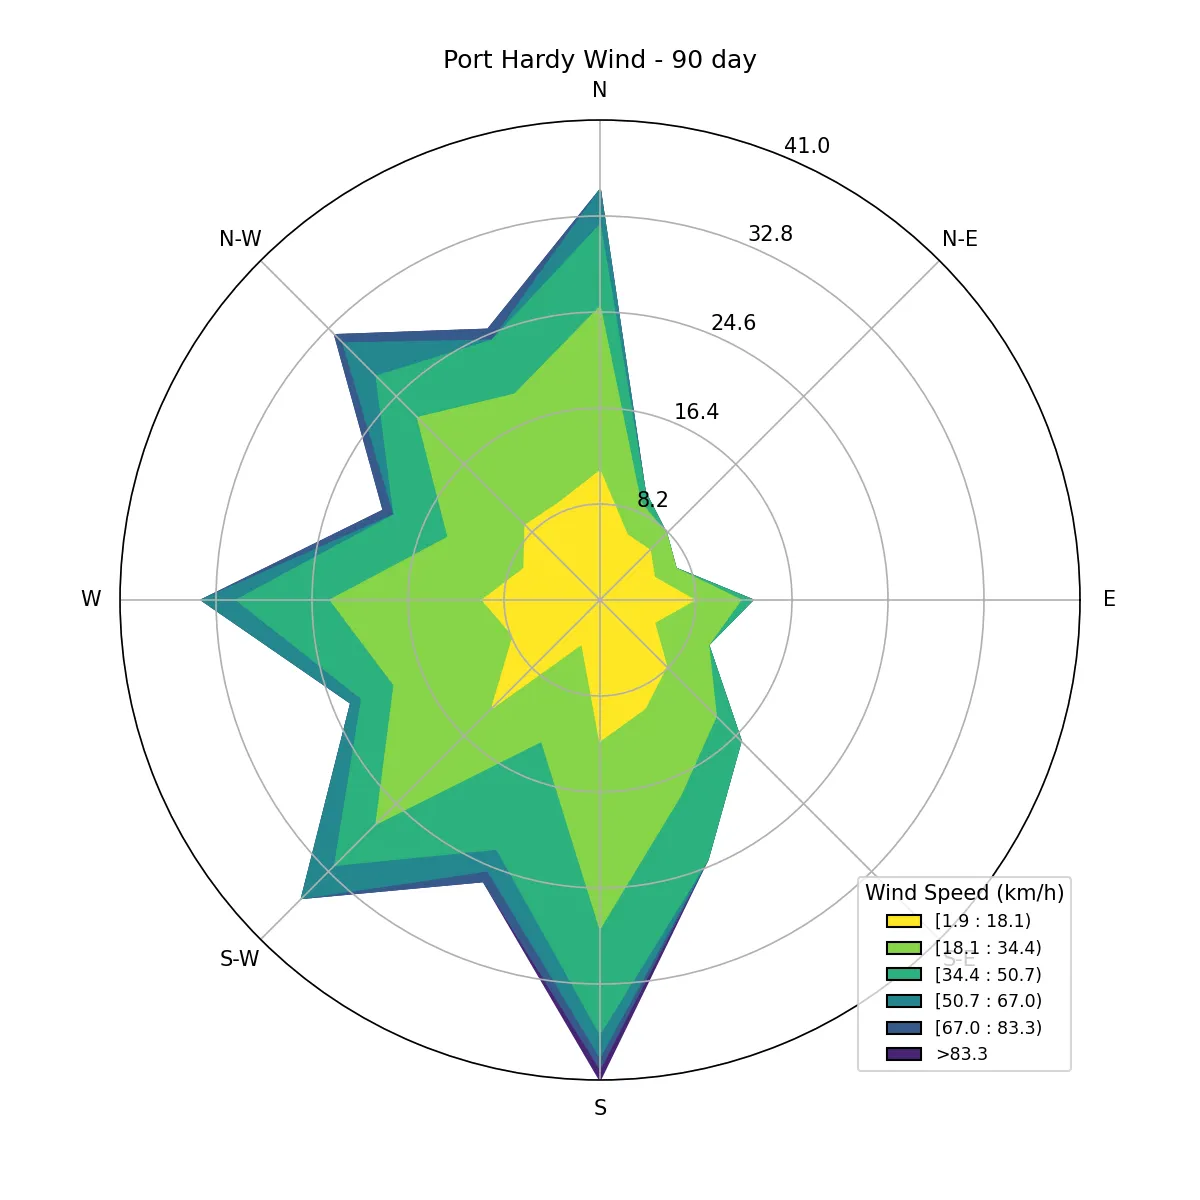 Port Hardy Wind - 90 day
N
41.0
N-W
32.8
N-E
24.6
16.4
8.2
W
E
S-W
S-E
S
Wind Speed (km/h)
[1.9 : 18.1)
[18.1 : 34.4)
[34.4 : 50.7)
[50.7 : 67.0)
[67.0 : 83.3)
>83.3